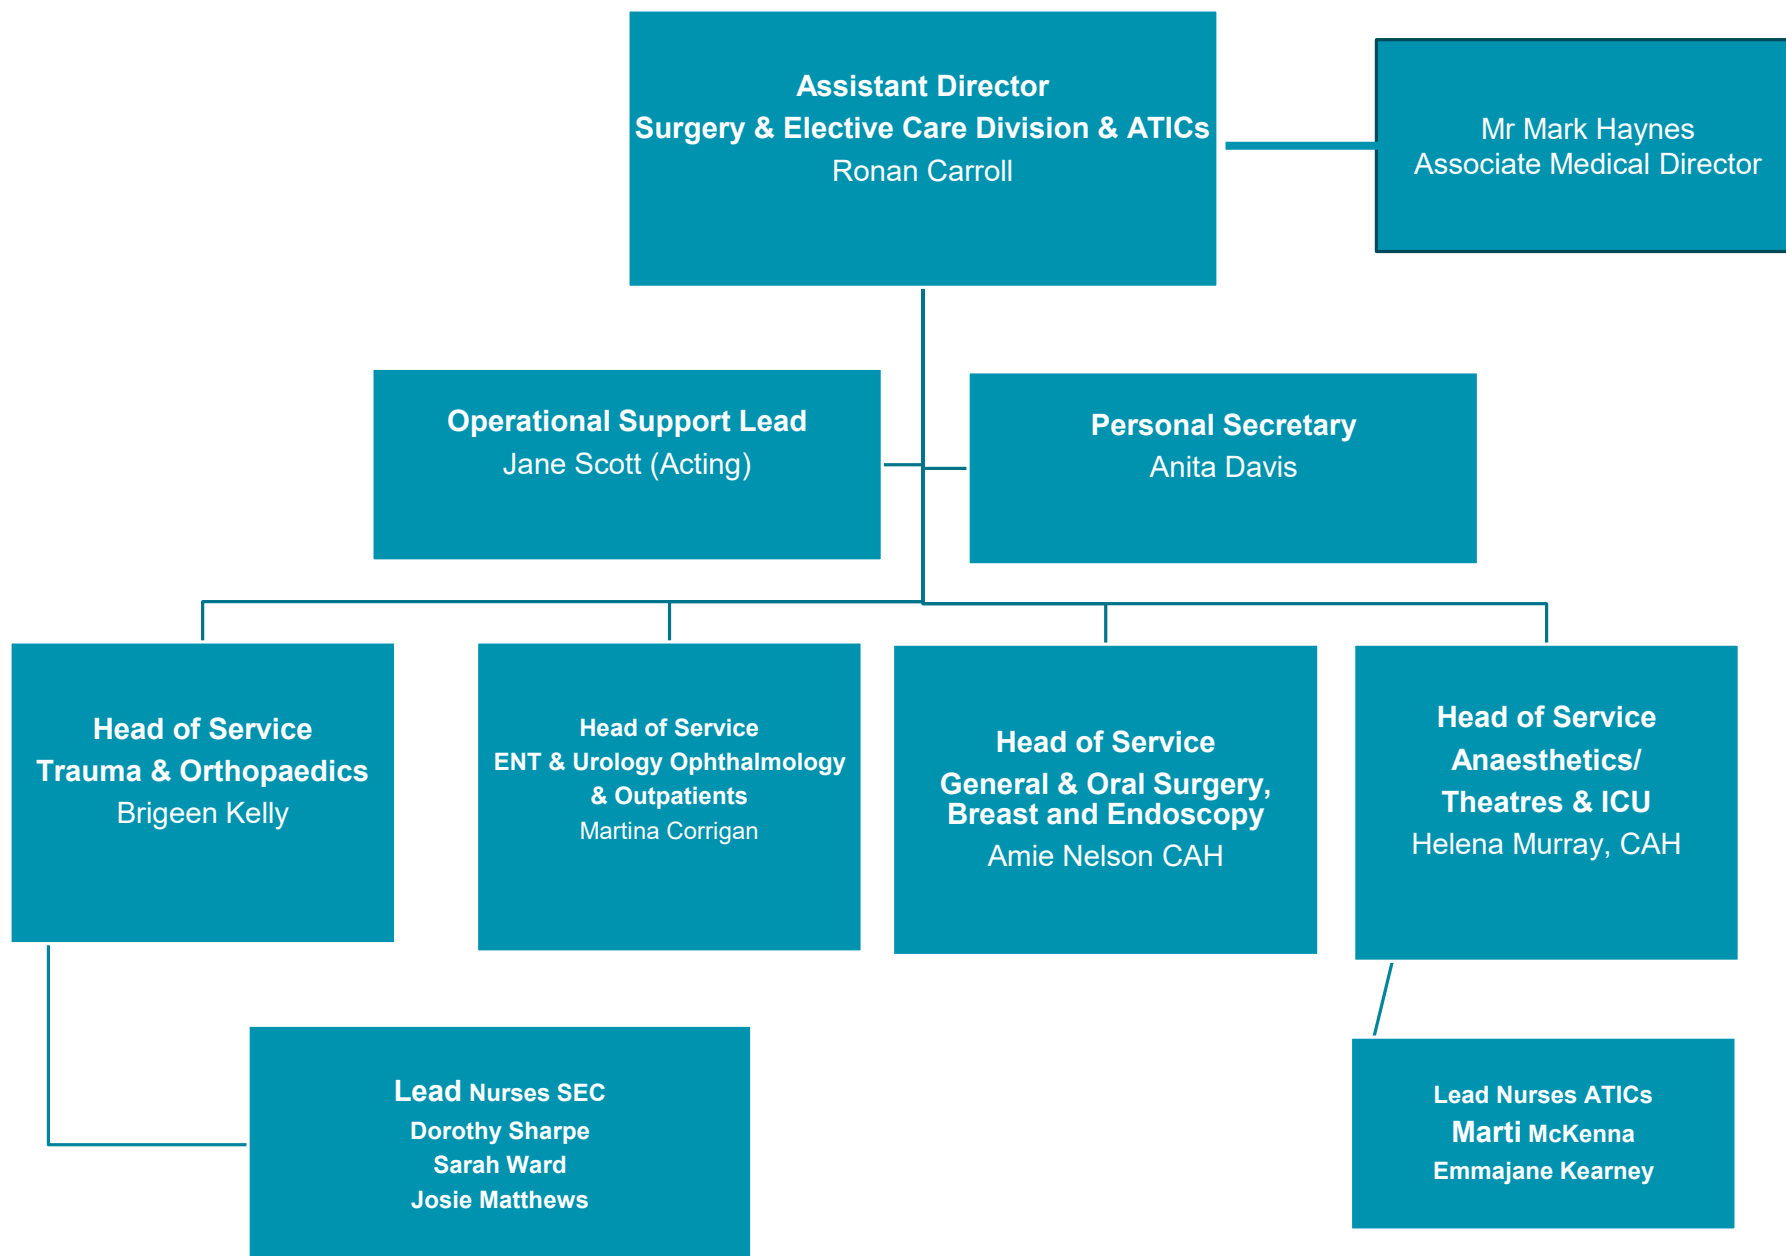 Assistant Director
Surgery & Elective Care Division & ATICs
Ronan Carroll
Mr Mark Haynes
Associate Medical Director
Operational Support Lead
Jane Scott (Acting)
Personal Secretary
Anita Davis
Head of Service
Trauma & Orthopaedics
Brigeen Kelly
Head of Service
ENT & Urology Ophthalmology
& Outpatients
Martina Corrigan
Head of Service
General & Oral Surgery,
Breast and Endoscopy
Amie Nelson CAH
Head of Service
Anaesthetics/
Theatres & ICU
Helena Murray, CAH
Lead Nurses SEC
Dorothy Sharpe
Sarah Ward
Josie Matthews
Lead Nurses ATICs
Marti McKenna
Emmajane Kearney